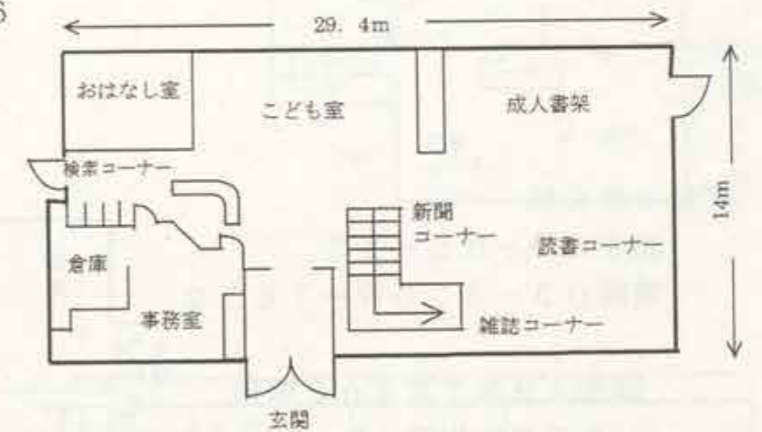 6
29. 4m
おはなし室
こども室
成人書架
検索コーナー
新聞
コーナー
読書コーナー
14m
倉庫
事務室
雑誌コーナー
玄関